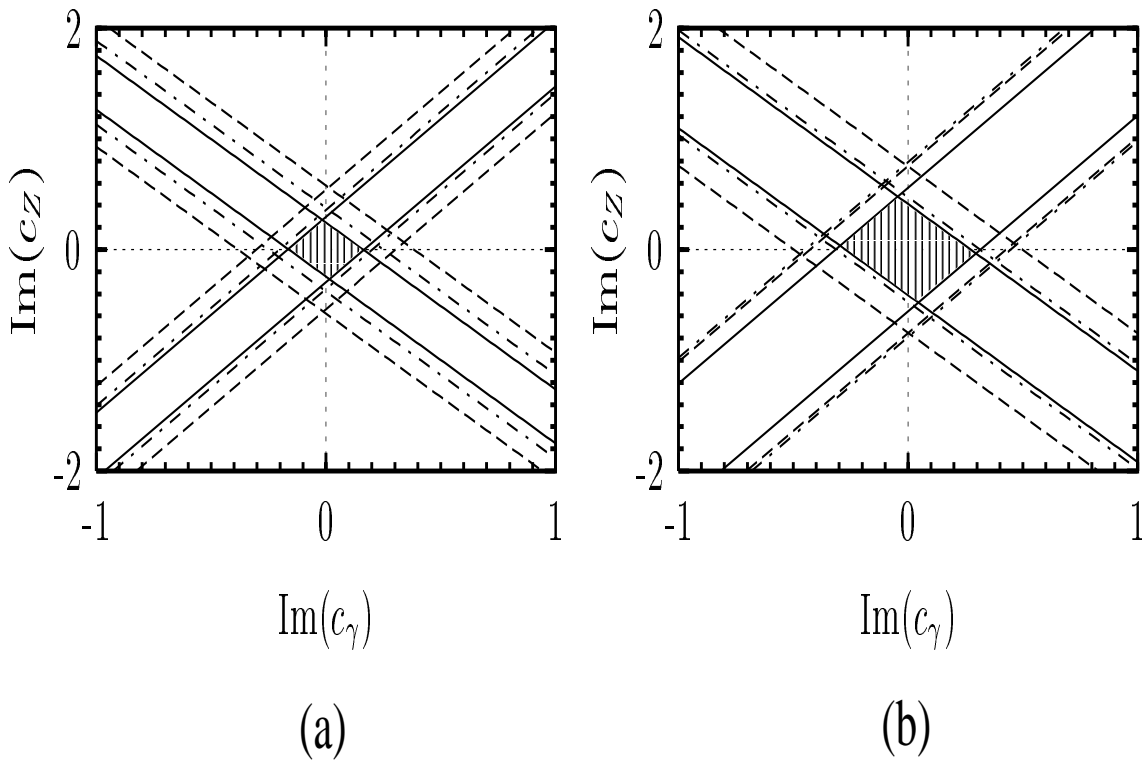 2 2
Im(c_Z) 0 Im(c_Z) 0
-2 -2
-1 0 1 -1 0 1
Im(c_γ) Im(c_γ)
(a) (b)